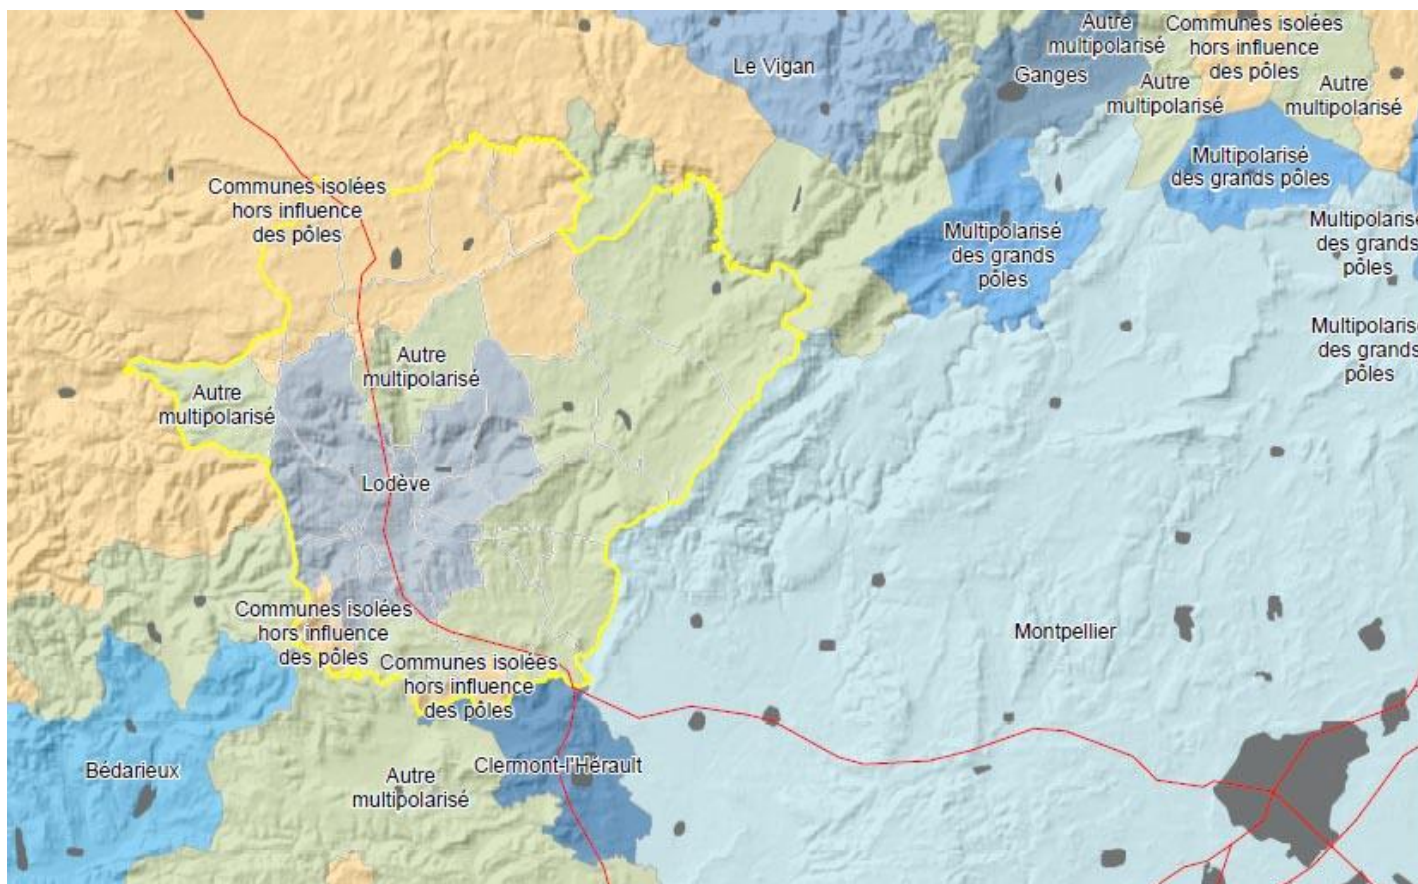 Autre
multipolarisé
Communes isolées
hors influence
des pôles
Le Vigan
Ganges
Autre
multipolarisé
Autre
multipolarisé
Multipolarisé
des grands pôles
Communes isolées
hors influence
des pôles
Multipolarisé
des grands
pôles
Multipolarisé
des grands
pôles
Multipolarisé
des grands
pôles
Autre
multipolarisé
Autre
multipolarisé
Lodève
Communes isolées
hors influence
des pôles
Communes isolées
hors influence
des pôles
Montpellier
Bédarieux
Autre
multipolarisé
Clermont-l'Hérault